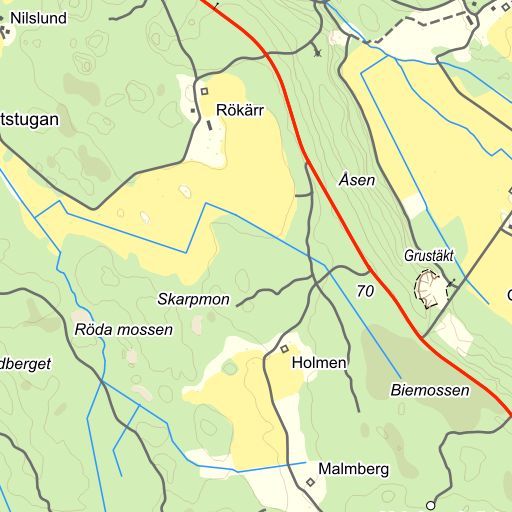 Nilslund
Rökärr
tstugan
Åsen
Grustäkt
70
Skarpmon
Röda mossen
Holmen
dberget
Biemossen
Malmberg